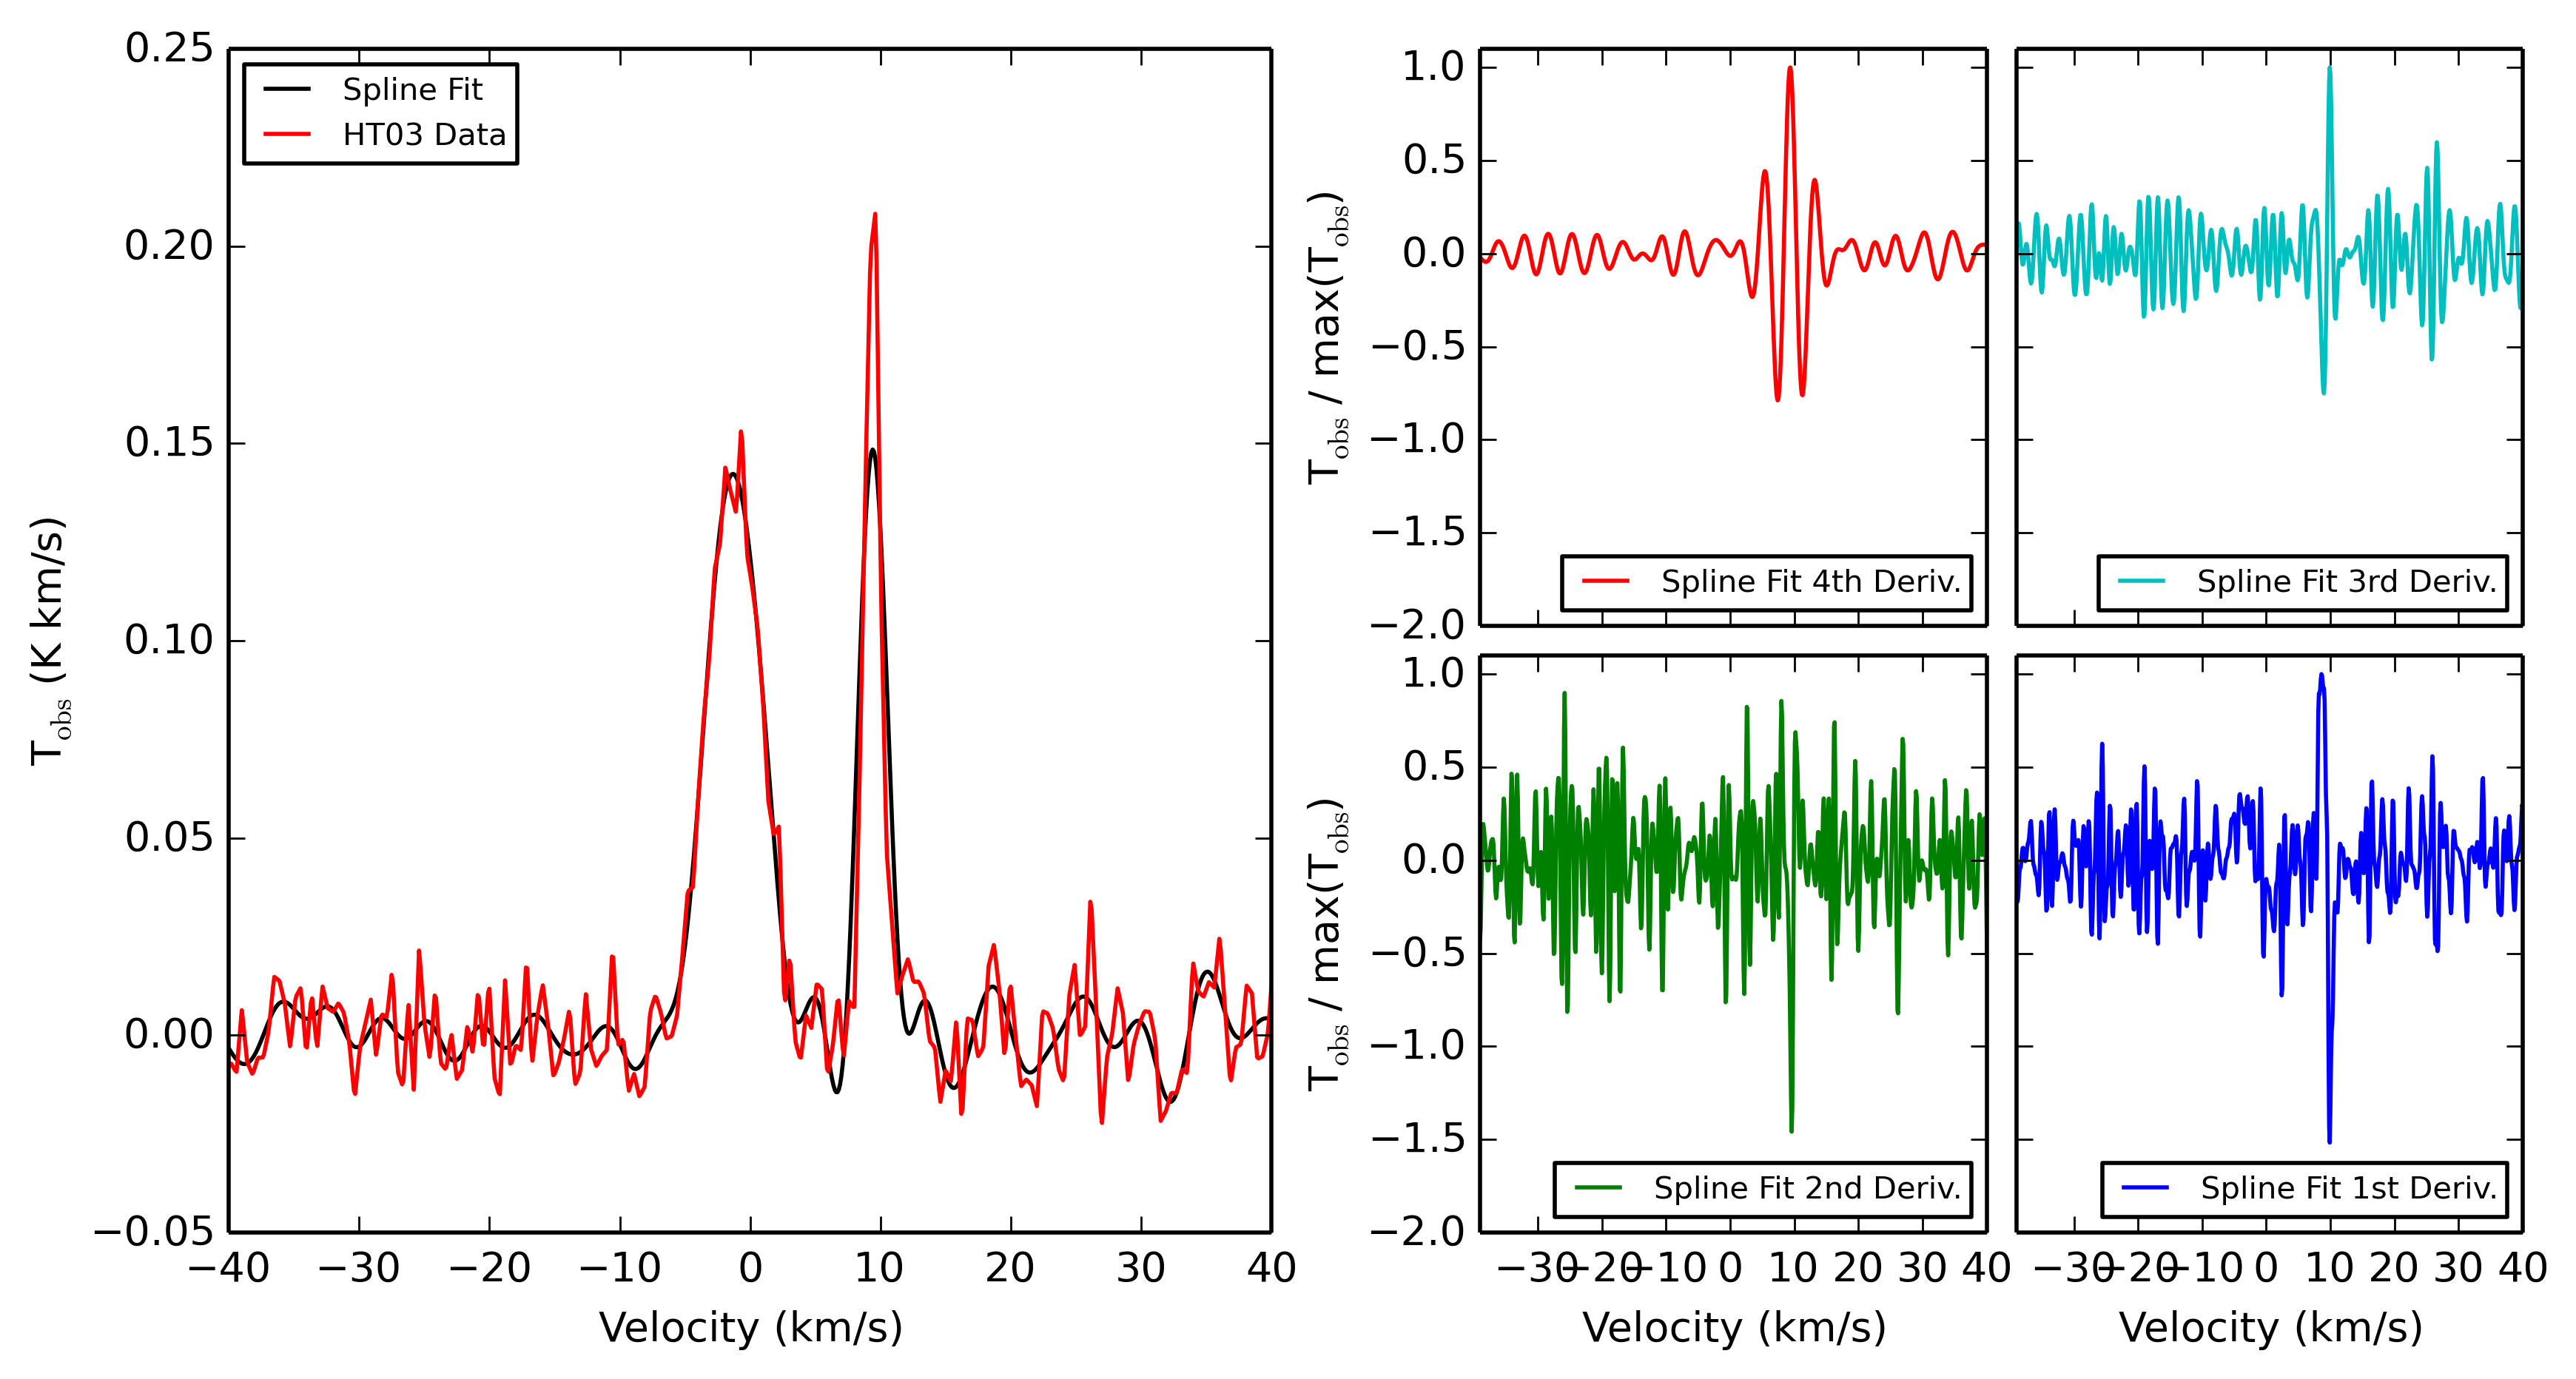 0.25
0.20
0.15
0.10
0.05
0.00
−0.05
T_obs (K km/s)
Spline Fit
HT03 Data
−40 −30 −20 −10 0 10 20 30 40
Velocity (km/s)
1.0
0.5
0.0
−0.5
−1.0
−1.5
−2.0
T_obs / max(T_obs)
Spline Fit 4th Deriv.
Spline Fit 3rd Deriv.
1.0
0.5
0.0
−0.5
−1.0
−1.5
−2.0
T_obs / max(T_obs)
Spline Fit 2nd Deriv.
Spline Fit 1st Deriv.
−30 −20 −10 0 10 20 30 40
−30 −20 −10 0 10 20 30 40
Velocity (km/s)
Velocity (km/s)